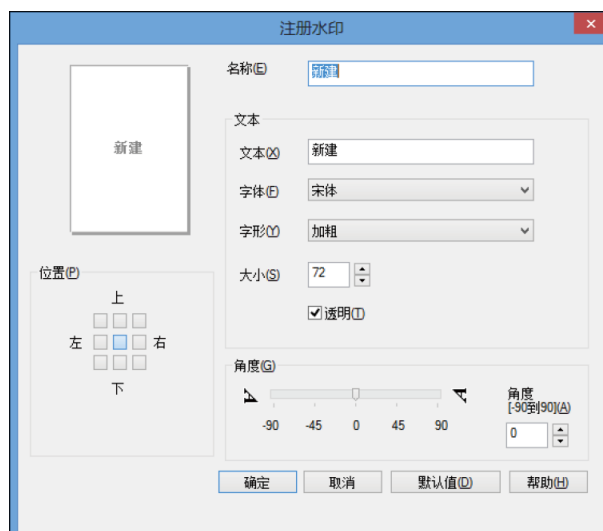 注册水印
新建
名称(E)
新建
文本
文本(X)
新建
字体(F)
宋体
字形(Y)
加粗
大小(S)
72
透明(T)
位置(P)
上
左
右
下
角度(G)
-90 -45 0 45 90
角度
[-90到90](A)
0
确定
取消
默认值(D)
帮助(H)